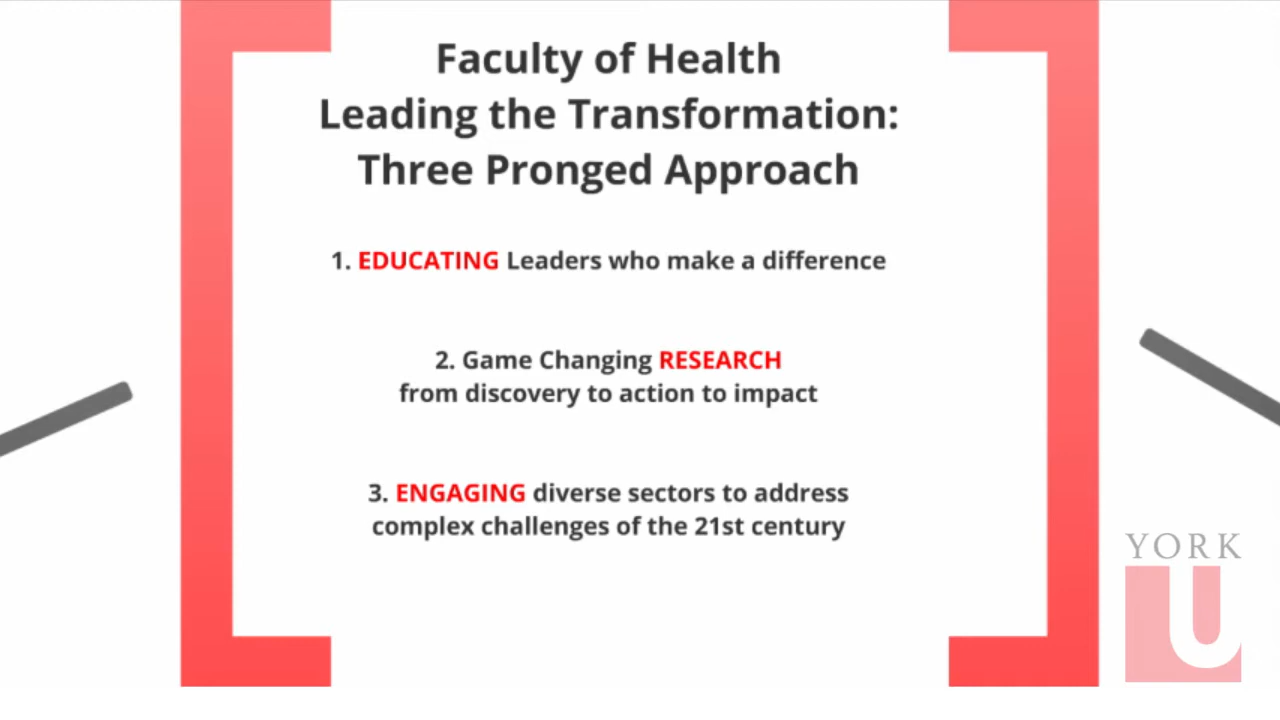 Faculty of Health
Leading the Transformation:
Three Pronged Approach
1. EDUCATING Leaders who make a difference
2. Game Changing RESEARCH
from discovery to action to impact
3. ENGAGING diverse sectors to address
complex challenges of the 21st century
YORK
U